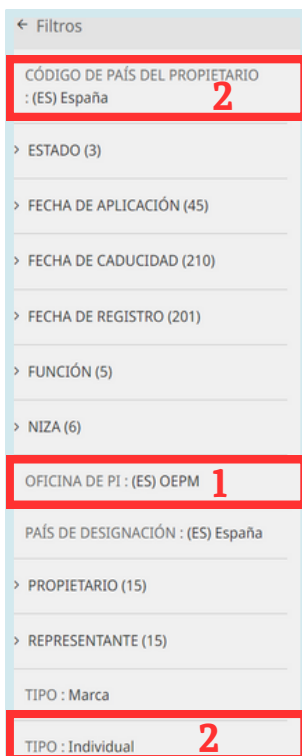 ← Filtros
CÓDIGO DE PAÍS DEL PROPIETARIO
: (ES) España
2
> ESTADO (3)
> FECHA DE APLICACIÓN (45)
> FECHA DE CADUCIDAD (210)
> FECHA DE REGISTRO (201)
> FUNCIÓN (5)
> NIZA (6)
OFICINA DE PI : (ES) OEPM 1
PAÍS DE DESIGNACIÓN : (ES) España
> PROPIETARIO (15)
> REPRESENTANTE (15)
TIPO : Marca
TIPO : Individual 2